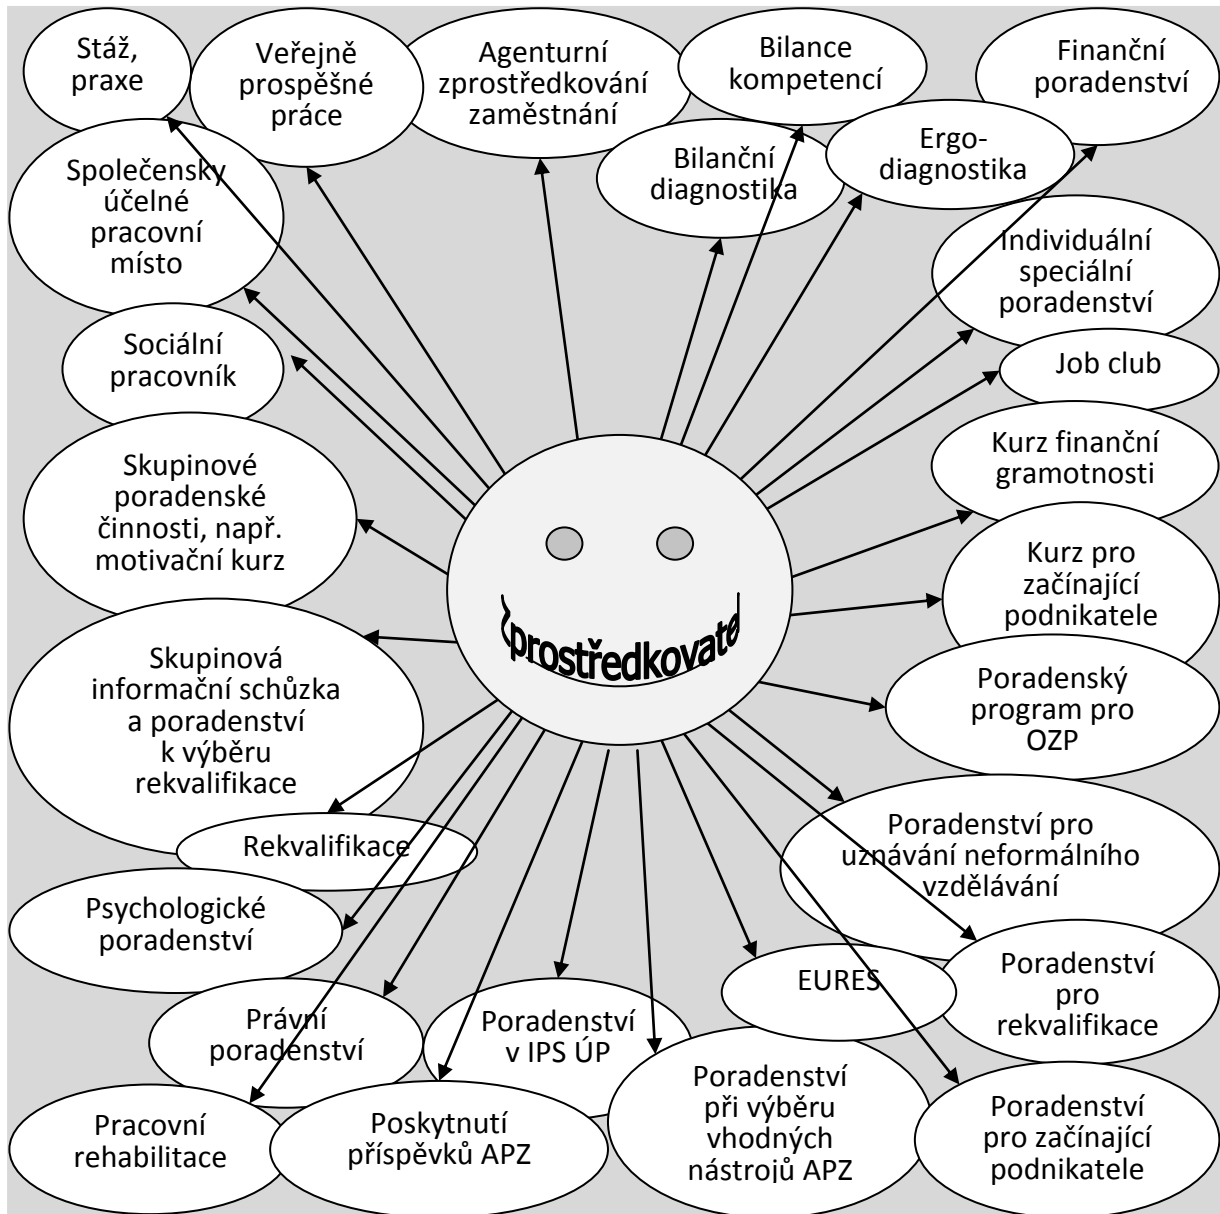 Stáž,
praxe
Veřejně
prospěšné
práce
Agenturní
zprostředkování
zaměstnání
Bilance
kompetencí
Finanční
poradenství
Bilanční
diagnostika
Ergo-
diagnostika
Společensky
účelné
pracovní
místo
Individuální
speciální
poradenství
Sociální
pracovník
Job club
Kurz finanční
gramotnosti
Skupinové
poradenské
činnosti, např.
motivační kurz
Kurz pro
začínající
podnikatele
zprostředkovatel
Skupinová
informační schůzka
a poradenství
k výběru
rekvalifikace
Poradenský
program pro
OZP
Rekvalifikace
Poradenství pro
uznávání neformálního
vzdělávání
Psychologické
poradenství
EURES
Poradenství
pro
rekvalifikace
Právní
poradenství
Poradenství
v IPS ÚP
Pracovní
rehabilitace
Poskytnutí
příspěvků APZ
Poradenství
při výběru
vhodných
nástrojů APZ
Poradenství
pro začínající
podnikatele